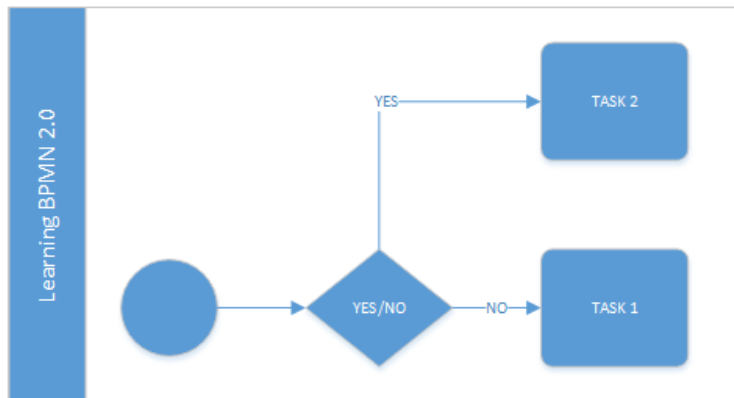 Learning BPMN 2.0
YES
TASK 2
YES/NO
NO
TASK 1